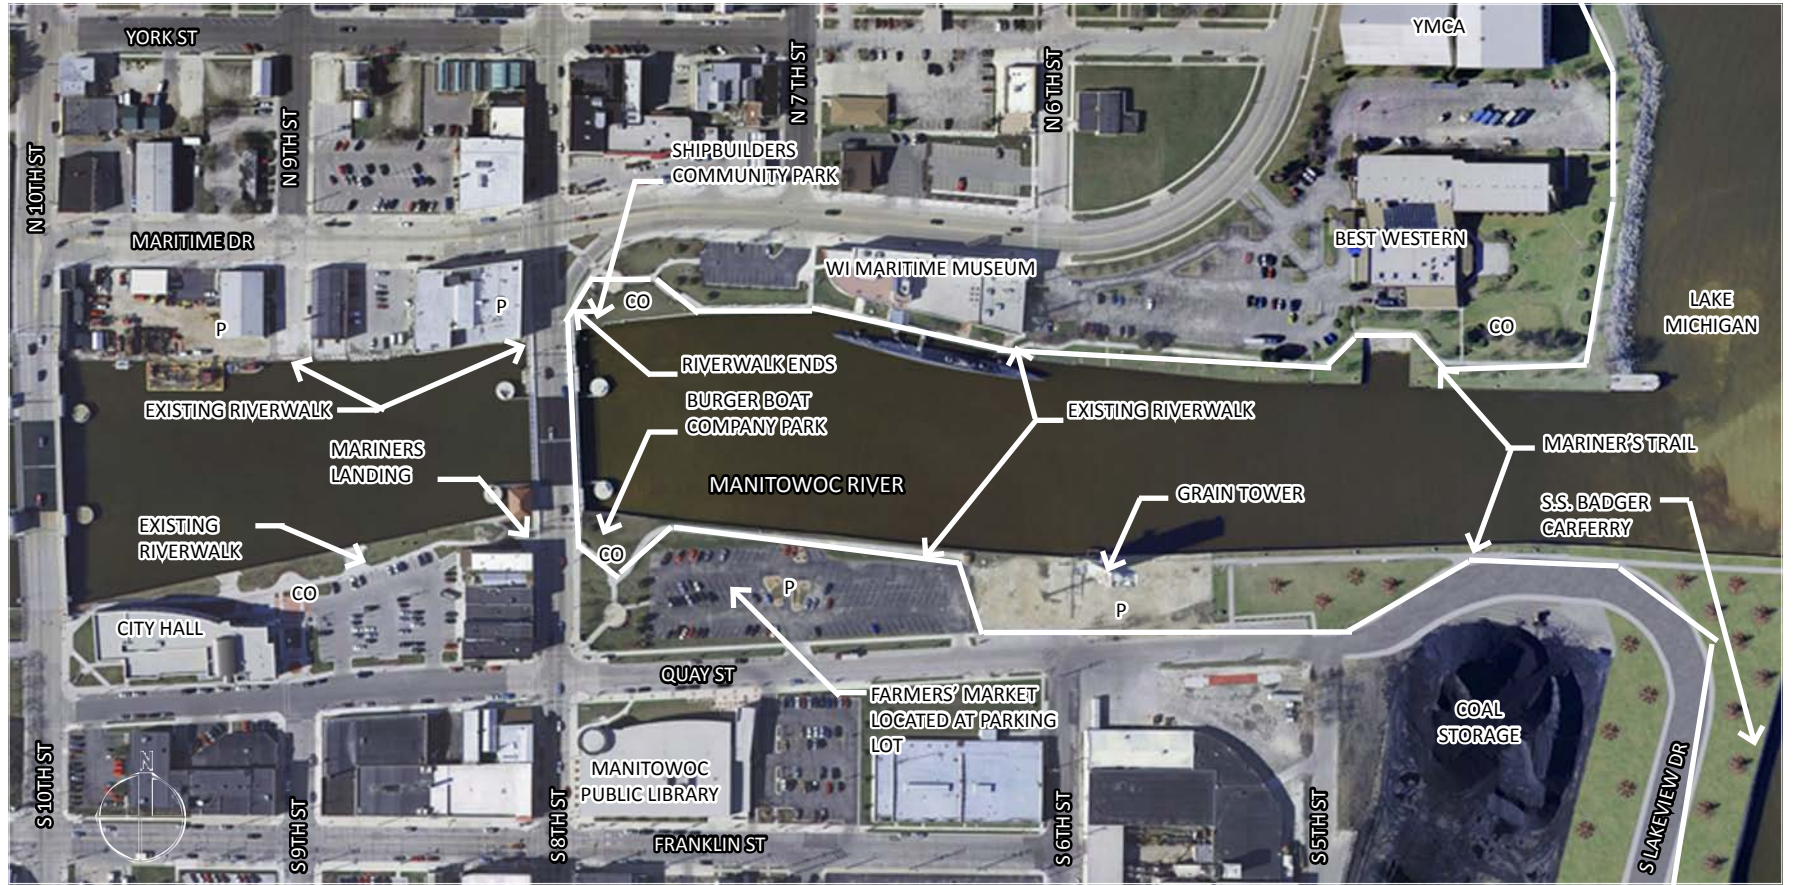 YORK ST
YMCA
N 7TH ST
N 6TH ST
N 9TH ST
N 10TH ST
SHIPBUILDERS
COMMUNITY PARK
MARITIME DR
BEST WESTERN
WI MARITIME MUSEUM
CO
P
P
LAKE
MICHIGAN
CO
RIVERWALK ENDS
EXISTING RIVERWALK
BURGER BOAT
COMPANY PARK
EXISTING RIVERWALK
MARINERS
LANDING
MARINER'S TRAIL
MANITOWOC RIVER
GRAIN TOWER
S.S. BADGER
CARFERRY
EXISTING
RIVERWALK
CO
CO
P
P
CITY HALL
QUAY ST
FARMERS' MARKET
LOCATED AT PARKING
LOT
COAL
STORAGE
MANITOWOC
PUBLIC LIBRARY
N
S 10TH ST
S 9TH ST
S 8TH ST
S 6TH ST
S 5TH ST
S LAKEVIEW DR
FRANKLIN ST